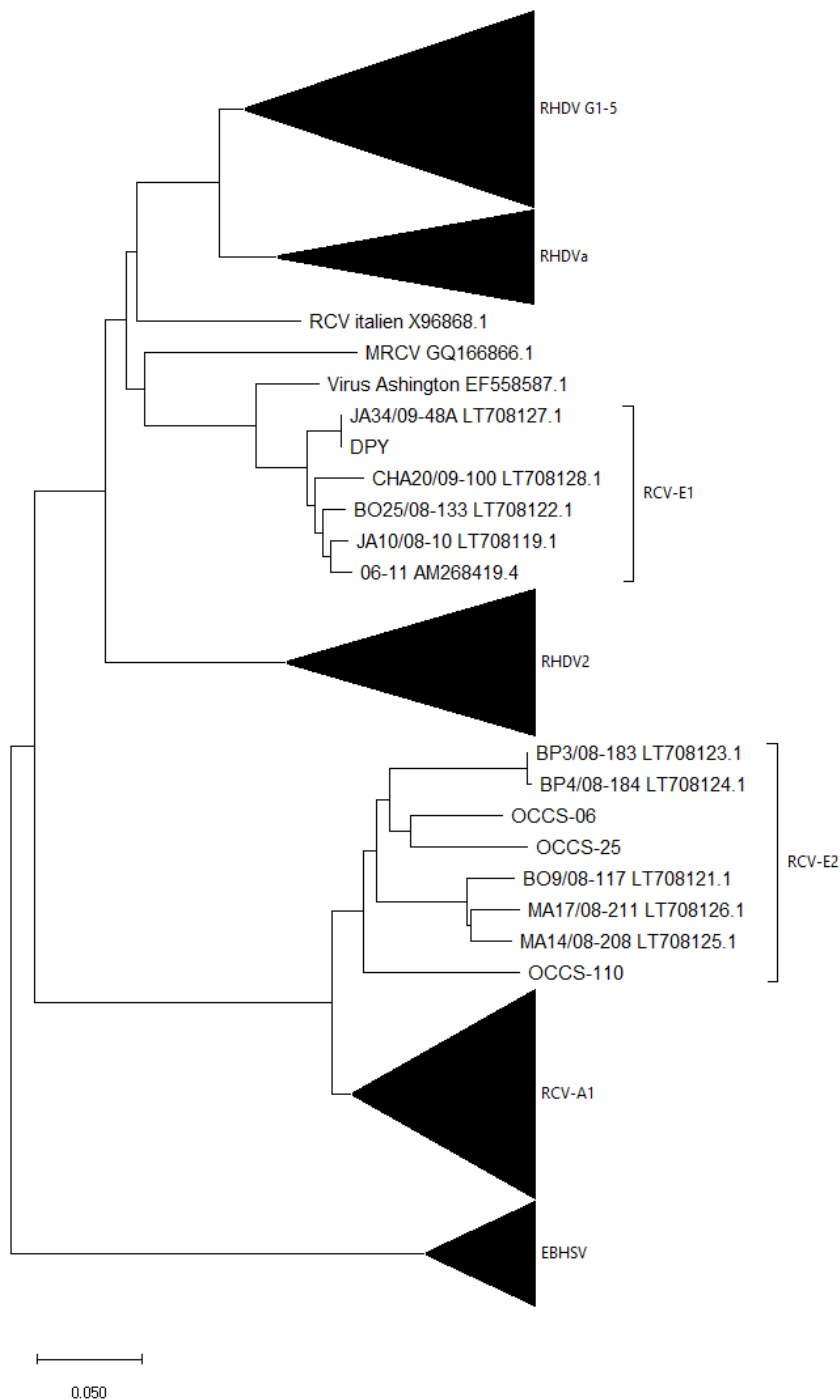 RHDV G1-5
RHDVa
RCV italien X96868.1
MRCV GQ166866.1
Virus Ashington EF558587.1
JA34/09-48A LT708127.1
DPY
CHA20/09-100 LT708128.1
RCV-E1
BO25/08-133 LT708122.1
JA10/08-10 LT708119.1
06-11 AM268419.4
RHDV2
BP3/08-183 LT708123.1
BP4/08-184 LT708124.1
OCCS-06
OCCS-25
RCV-E2
BO9/08-117 LT708121.1
MA17/08-211 LT708126.1
MA14/08-208 LT708125.1
OCCS-110
RCV-A1
EBHSV
0.050